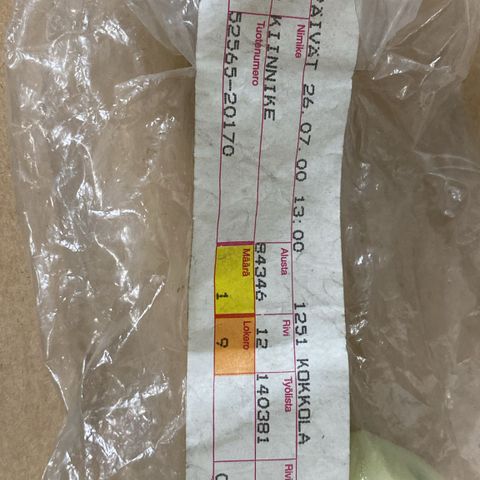 PÄIVÄT 26.07.00 13:00 1251 KOKKOLA
Nimike Alusta Rivi Työlista Rivi
KIINNIKE 84346 12 140381
Tuotenumero Määrä Lokero
52565-20170 1 9